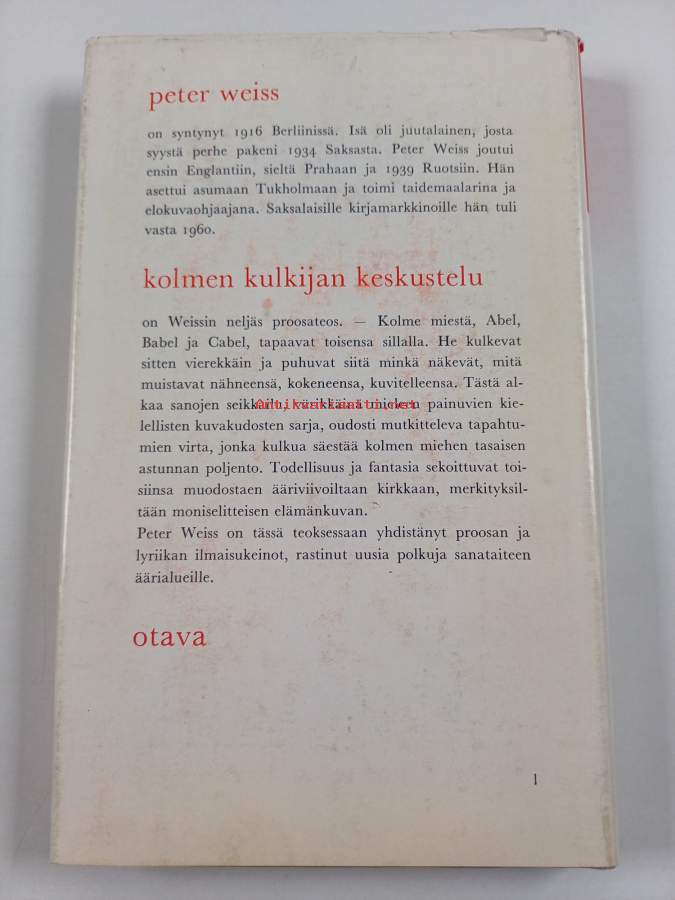 peter weiss
on syntynyt 1916 Berliinissä. Isä oli juutalainen, josta
syystä perhe pakeni 1934 Saksasta. Peter Weiss joutui
ensin Englantiin, sieltä Prahaan ja 1939 Ruotsiin. Hän
asettui asumaan Tukholmaan ja toimi taidemaalarina ja
elokuvaohjaajana. Saksalaisille kirjamarkkinoille hän tuli
vasta 1960.
kolmen kulkijan keskustelu
on Weissin neljäs proosateos. — Kolme miestä, Abel,
Babel ja Cabel, tapaavat toisensa sillalla. He kulkevat
sitten vierekkäin ja puhuvat siitä minkä näkevät, mitä
muistavat nähneensä, kokeneensa, kuvitelleensa. Tästä al-
kaa sanojen seikkailu, värikkäinä mieleen painuvien kie-
Antikvariaatti.net
lellisten kuvakudosten sarja, oudosti mutkitteleva tapahtu-
mien virta, jonka kulkua säestää kolmen miehen tasaisen
astunnan poljento. Todellisuus ja fantasia sekoittuvat toi-
siinsa muodostaen ääriviivoiltaan kirkkaan, merkityksil-
tään moniselitteisen elämänkuvan.
Peter Weiss on tässä teoksessaan yhdistänyt proosan ja
lyriikan ilmaisukeinot, rastinut uusia polkuja sanataiteen
äärialueille.
otava
1